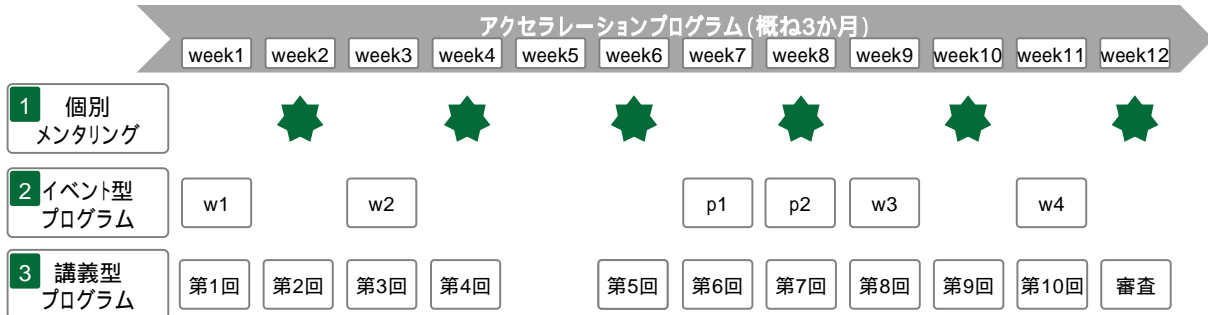 アクセラレーションプログラム（概ね3か月）
week1 week2 week3 week4 week5 week6 week7 week8 week9 week10 week11 week12
1 個別
メンタリング
2 イベント型
プログラム
w1 w2 p1 p2 w3 w4
3 講義型
プログラム
第1回 第2回 第3回 第4回 第5回 第6回 第7回 第8回 第9回 第10回 審査